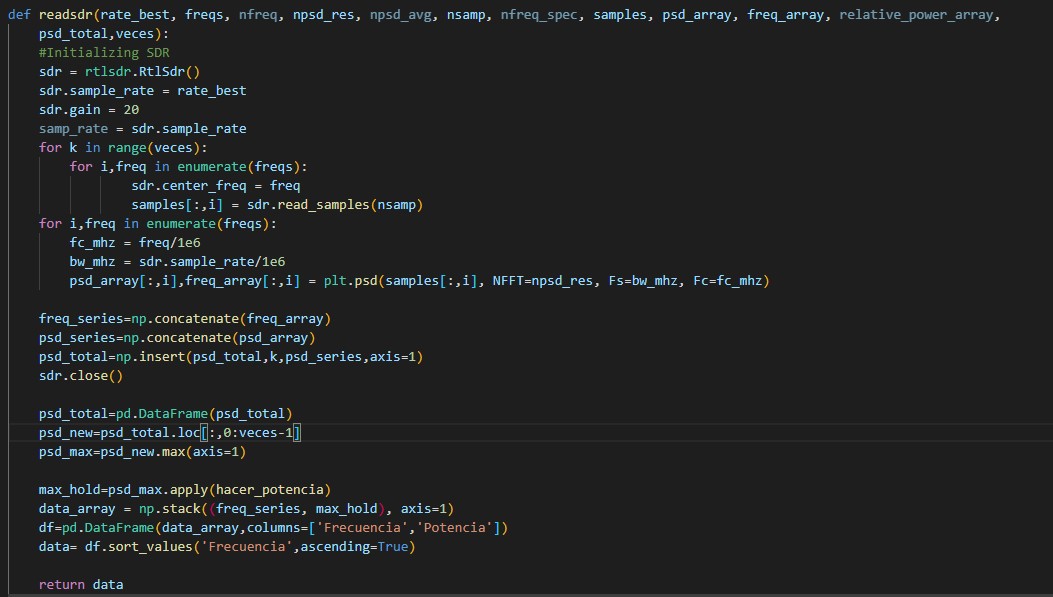 def readsdr(rate_best, freqs, nfreq, npsd_res, npsd_avg, nsamp, nfreq_spec, samples, psd_array, freq_array, relative_power_array,
    psd_total,veces):
    #Initializing SDR
    sdr = rtlsdr.RtlSdr()
    sdr.sample_rate = rate_best
    sdr.gain = 20
    samp_rate = sdr.sample_rate
    for k in range(veces):
        for i,freq in enumerate(freqs):
                sdr.center_freq = freq
                samples[:,i] = sdr.read_samples(nsamp)
    for i,freq in enumerate(freqs):
        fc_mhz = freq/1e6
        bw_mhz = sdr.sample_rate/1e6
        psd_array[:,i],freq_array[:,i] = plt.psd(samples[:,i], NFFT=npsd_res, Fs=bw_mhz, Fc=fc_mhz)

    freq_series=np.concatenate(freq_array)
    psd_series=np.concatenate(psd_array)
    psd_total=np.insert(psd_total,k,psd_series,axis=1)
    sdr.close()

    psd_total=pd.DataFrame(psd_total)
    psd_new=psd_total.loc[:,0:veces-1]
    psd_max=psd_new.max(axis=1)

    max_hold=psd_max.apply(hacer_potencia)
    data_array = np.stack((freq_series, max_hold), axis=1)
    df=pd.DataFrame(data_array,columns=['Frecuencia','Potencia'])
    data= df.sort_values('Frecuencia',ascending=True)

    return data